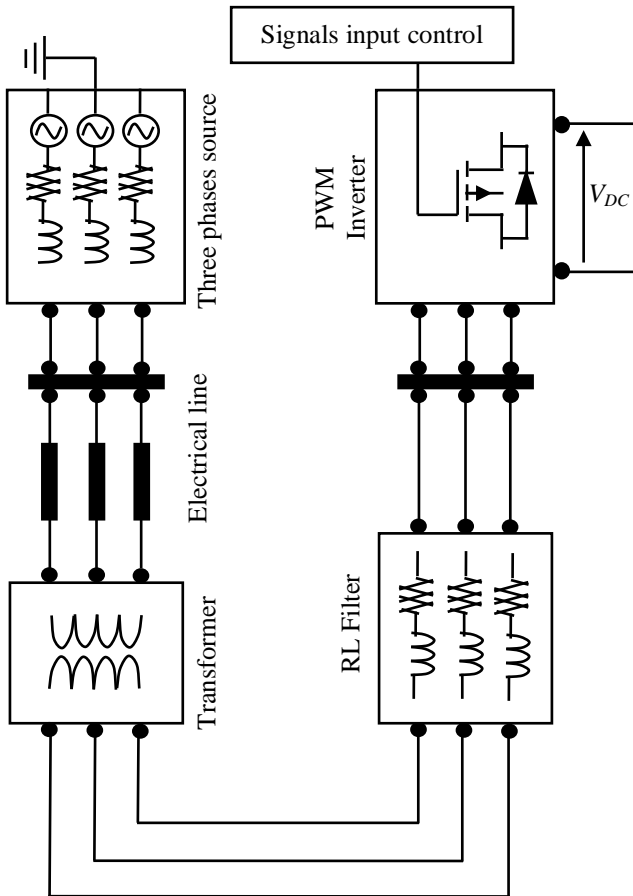 Signals input control
Three phases source
PWM
Inverter
V_DC
Electrical line
RL Filter
Transformer